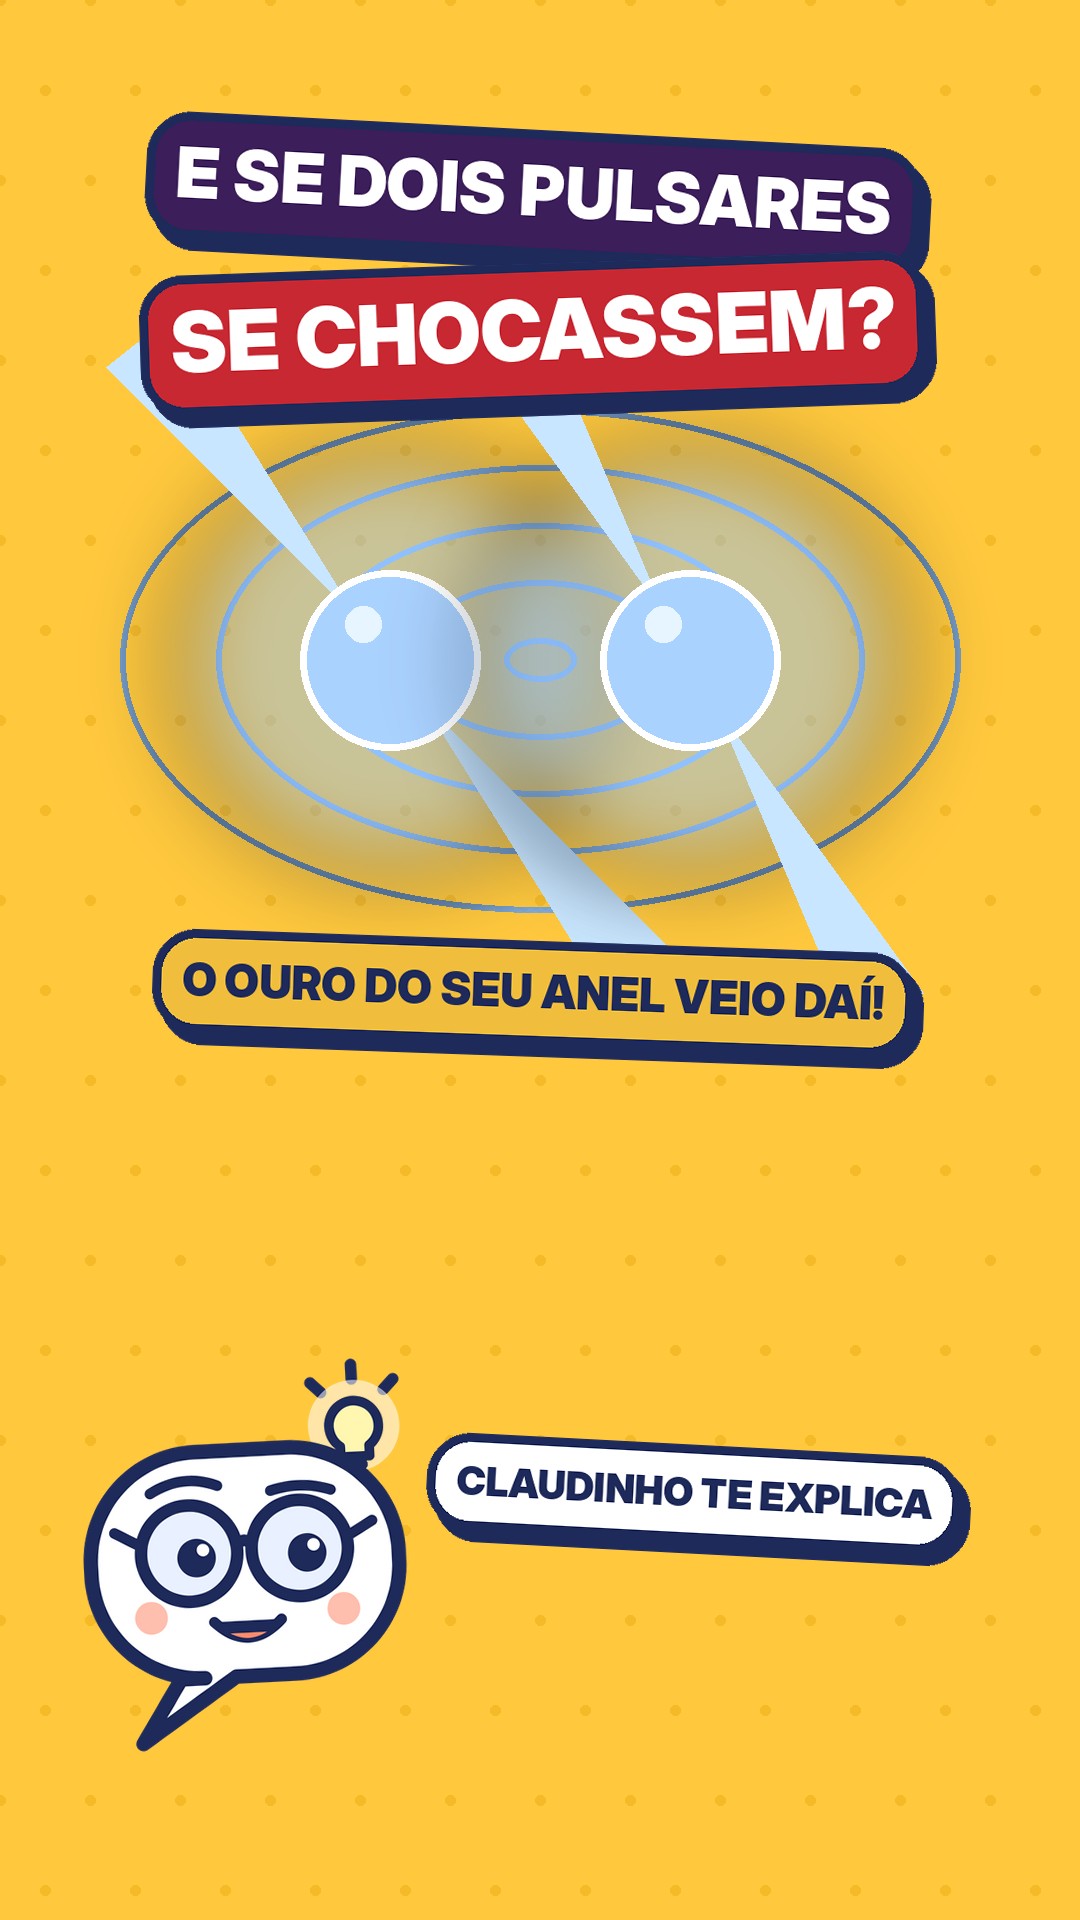 E SE DOIS PULSARES
SE CHOCASSEM?
O OURO DO SEU ANEL VEIO DAÍ!
CLAUDINHO TE EXPLICA